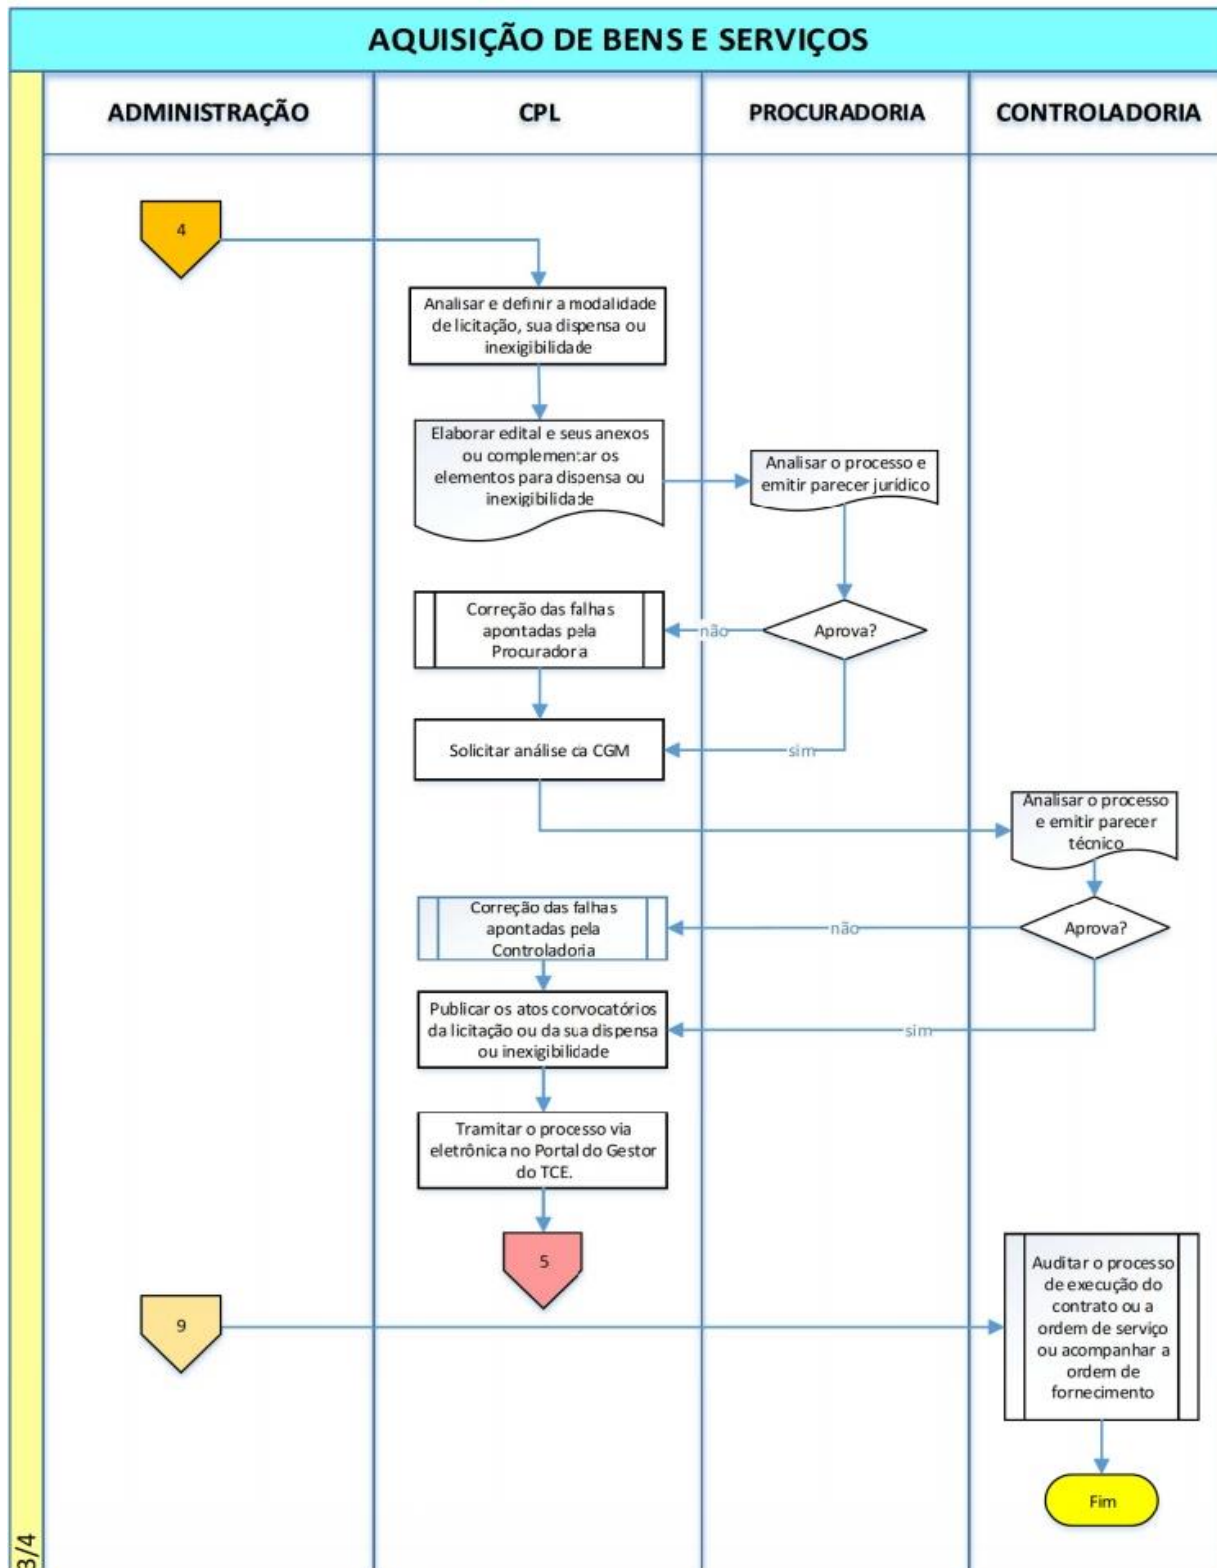 AQUISIÇÃO DE BENS E SERVIÇOS
ADMINISTRAÇÃO
CPL
PROCURADORIA
CONTROLADORIA
4
Analisar e definir a modalidade
de licitação, sua dispensa ou
inexigibilidade
Elaborar edital e seus anexos
ou complementar os
elementos para dispensa ou
inexigibilidade
Analisar o processo e
emitir parecer jurídico
Correção das falhas
apontadas pela
Procuradoria
não
Aprova?
Solicitar análise da CGM
sim
Analisar o processo
e emitir parecer
técnico
Correção das falhas
apontadas pela
Controladoria
não
Aprova?
Publicar os atos convocatórios
da licitação ou da sua dispensa
ou inexigibilidade
sim
Tramitar o processo via
eletrônica no Portal do Gestor
do TCE.
5
9
Auditar o processo
de execução do
contrato ou a
ordem de serviço
ou acompanhar a
ordem de
fornecimento
Fim
3/4